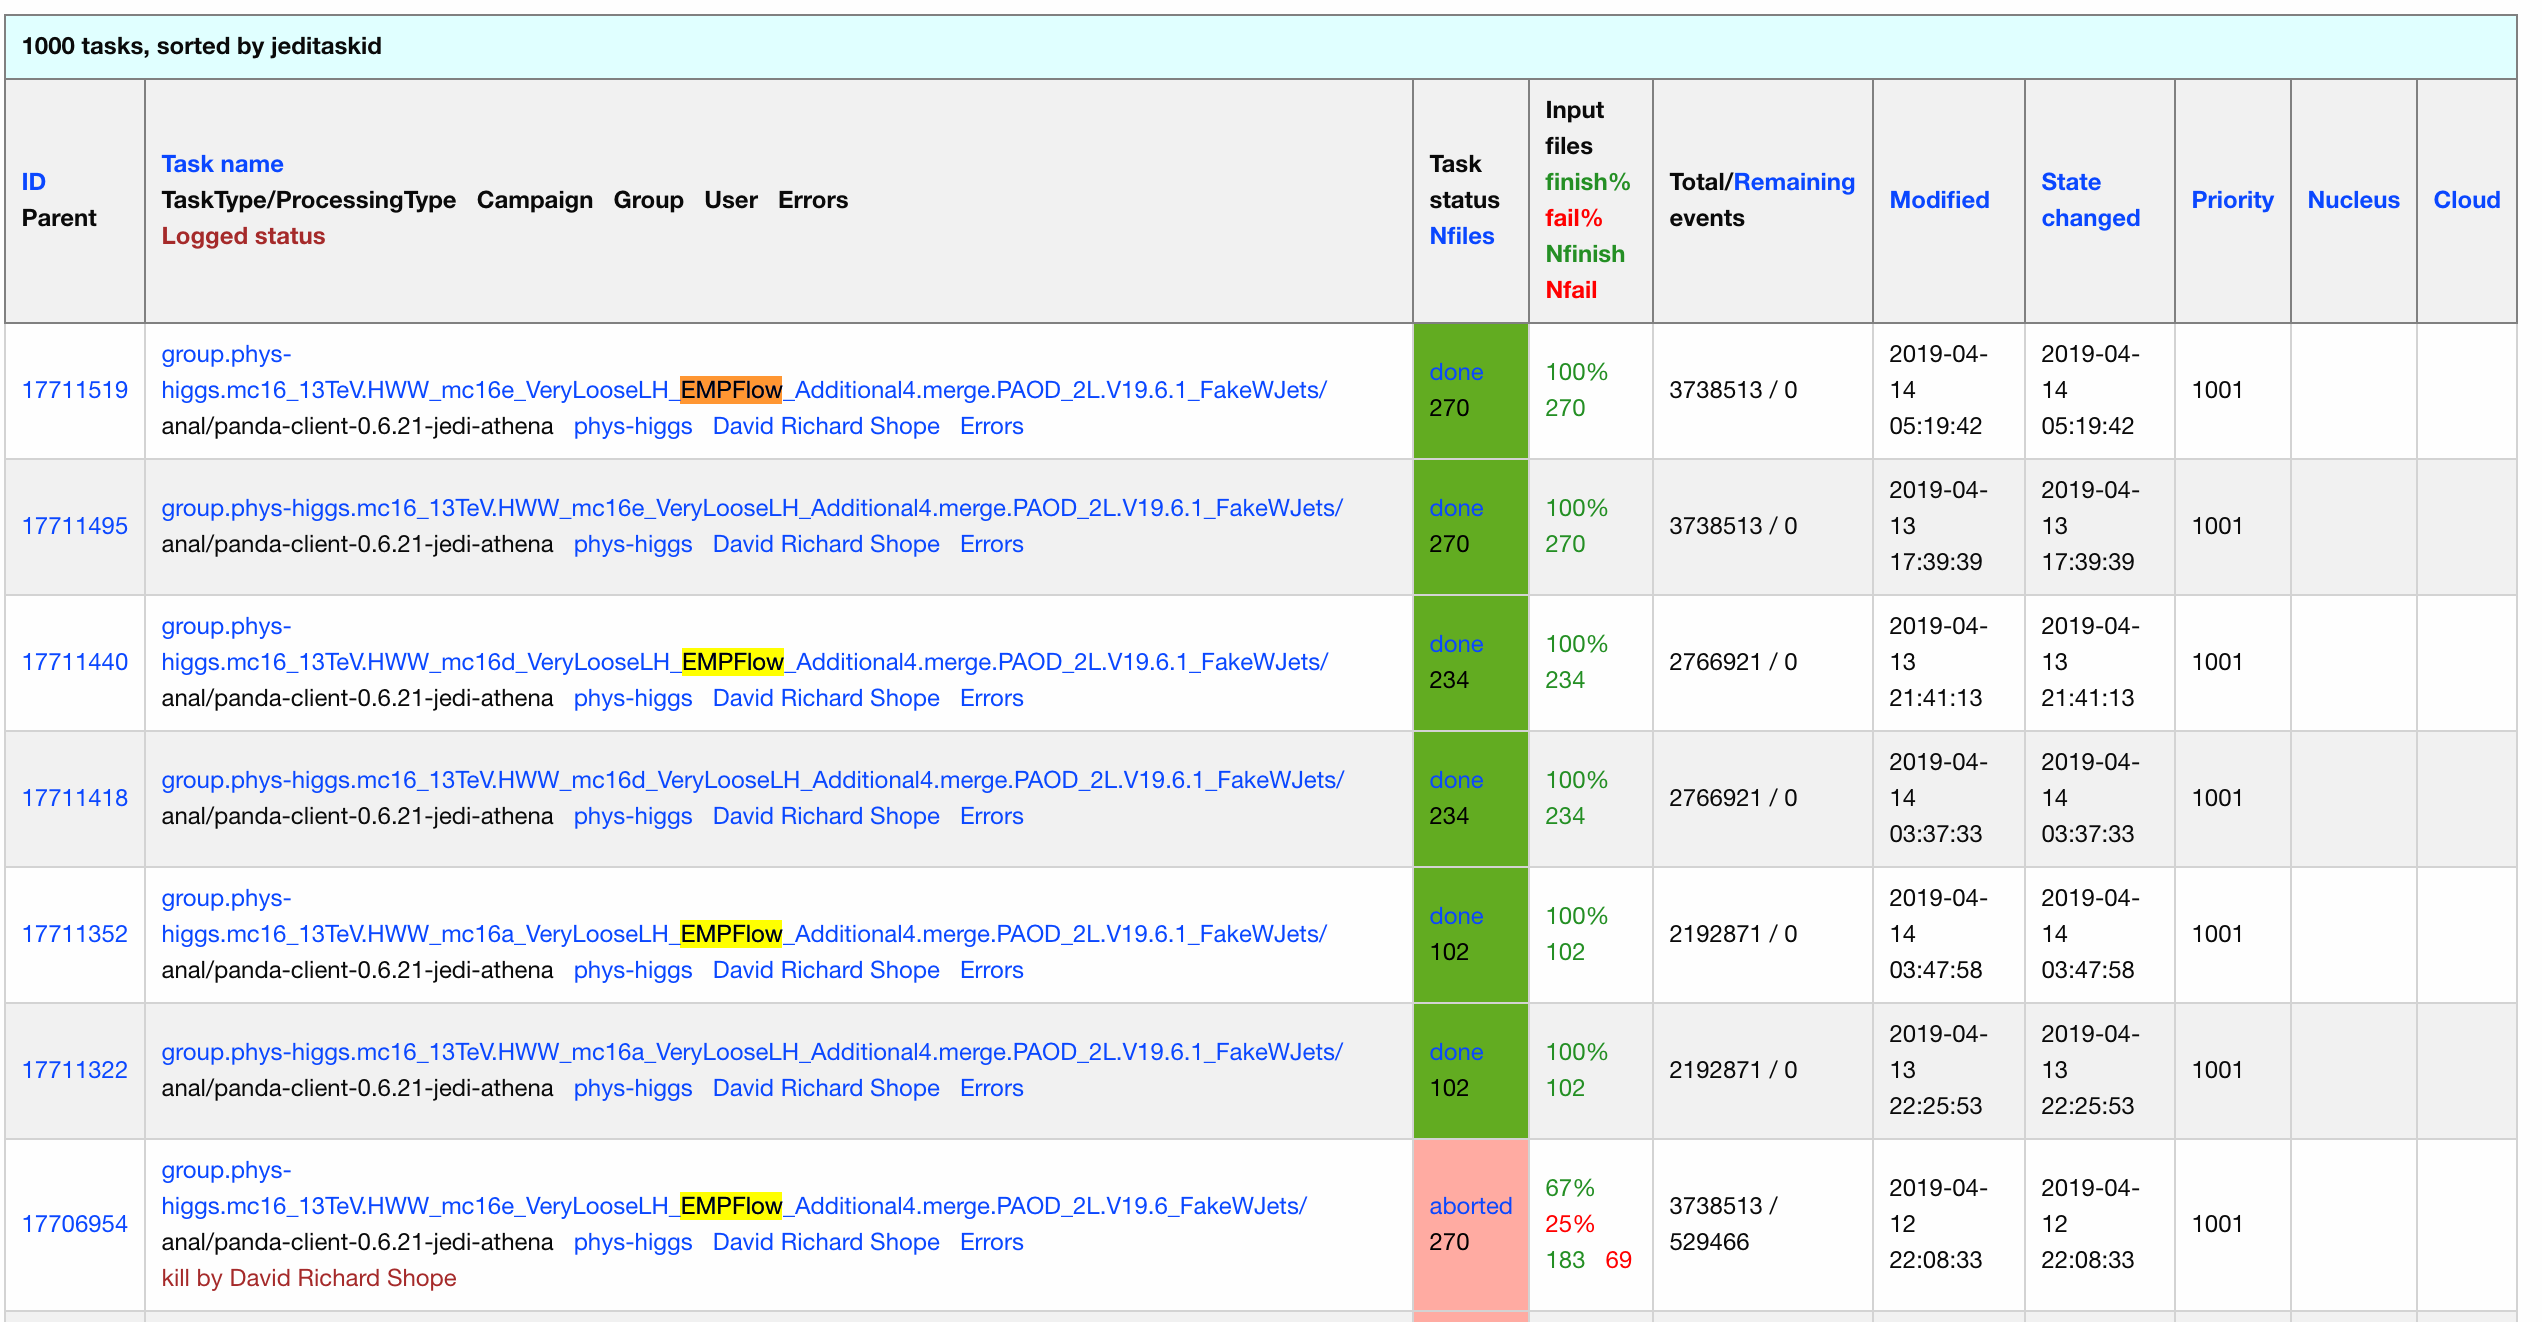 1000 tasks, sorted by jeditaskid
ID
Parent
Task name
TaskType/ProcessingType Campaign Group User Errors
Logged status
Task
status
Nfiles
Input
files
finish%
fail%
Nfinish
Nfail
Total/Remaining
events
Modified
State
changed
Priority
Nucleus
Cloud
17711519
group.phys-
higgs.mc16_13TeV.HWW_mc16e_VeryLooseLH_EMPFlow_Additional4.merge.PAOD_2L.V19.6.1_FakeWJets/
anal/panda-client-0.6.21-jedi-athena phys-higgs David Richard Shope Errors
done
270
100%
270
3738513 / 0
2019-04-
14
05:19:42
2019-04-
14
05:19:42
1001
17711495
group.phys-higgs.mc16_13TeV.HWW_mc16e_VeryLooseLH_Additional4.merge.PAOD_2L.V19.6.1_FakeWJets/
anal/panda-client-0.6.21-jedi-athena phys-higgs David Richard Shope Errors
done
270
100%
270
3738513 / 0
2019-04-
13
17:39:39
2019-04-
13
17:39:39
1001
17711440
group.phys-
higgs.mc16_13TeV.HWW_mc16d_VeryLooseLH_EMPFlow_Additional4.merge.PAOD_2L.V19.6.1_FakeWJets/
anal/panda-client-0.6.21-jedi-athena phys-higgs David Richard Shope Errors
done
234
100%
234
2766921 / 0
2019-04-
13
21:41:13
2019-04-
13
21:41:13
1001
17711418
group.phys-higgs.mc16_13TeV.HWW_mc16d_VeryLooseLH_Additional4.merge.PAOD_2L.V19.6.1_FakeWJets/
anal/panda-client-0.6.21-jedi-athena phys-higgs David Richard Shope Errors
done
234
100%
234
2766921 / 0
2019-04-
14
03:37:33
2019-04-
14
03:37:33
1001
17711352
group.phys-
higgs.mc16_13TeV.HWW_mc16a_VeryLooseLH_EMPFlow_Additional4.merge.PAOD_2L.V19.6.1_FakeWJets/
anal/panda-client-0.6.21-jedi-athena phys-higgs David Richard Shope Errors
done
102
100%
102
2192871 / 0
2019-04-
14
03:47:58
2019-04-
14
03:47:58
1001
17711322
group.phys-higgs.mc16_13TeV.HWW_mc16a_VeryLooseLH_Additional4.merge.PAOD_2L.V19.6.1_FakeWJets/
anal/panda-client-0.6.21-jedi-athena phys-higgs David Richard Shope Errors
done
102
100%
102
2192871 / 0
2019-04-
13
22:25:53
2019-04-
13
22:25:53
1001
17706954
group.phys-
higgs.mc16_13TeV.HWW_mc16e_VeryLooseLH_EMPFlow_Additional4.merge.PAOD_2L.V19.6_FakeWJets/
anal/panda-client-0.6.21-jedi-athena phys-higgs David Richard Shope Errors
kill by David Richard Shope
aborted
270
67%
25%
183 69
3738513 /
529466
2019-04-
12
22:08:33
2019-04-
12
22:08:33
1001